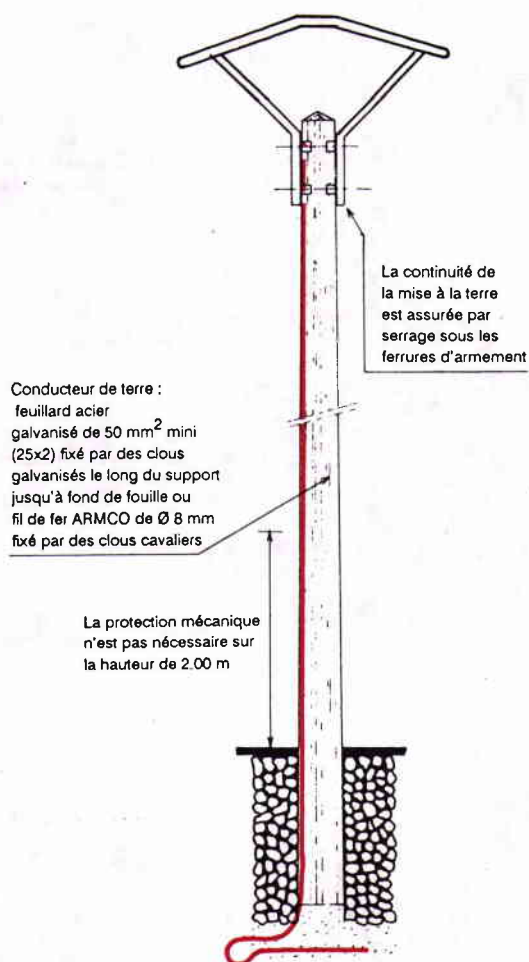 La continuité de
la mise à la terre
est assurée par
serrage sous les
ferrures d'armement
Conducteur de terre :
feuillard acier
galvanisé de 50 mm² mini
(25x2) fixé par des clous
galvanisés le long du support
jusqu'à fond de fouille ou
fil de fer ARMCO de Ø 8 mm
fixé par des clous cavaliers
La protection mécanique
n'est pas nécessaire sur
la hauteur de 2.00 m